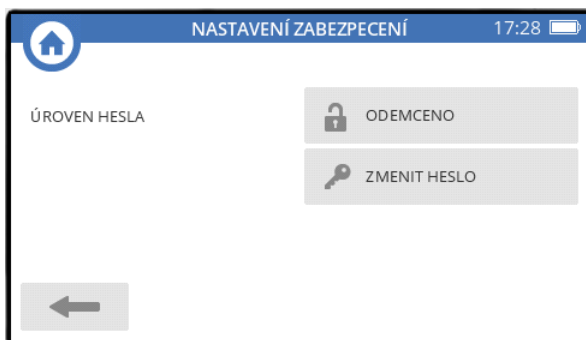 NASTAVENÍ ZABEZPECENÍ 17:28
ÚROVEN HESLA
ODEMCENO
ZMENIT HESLO